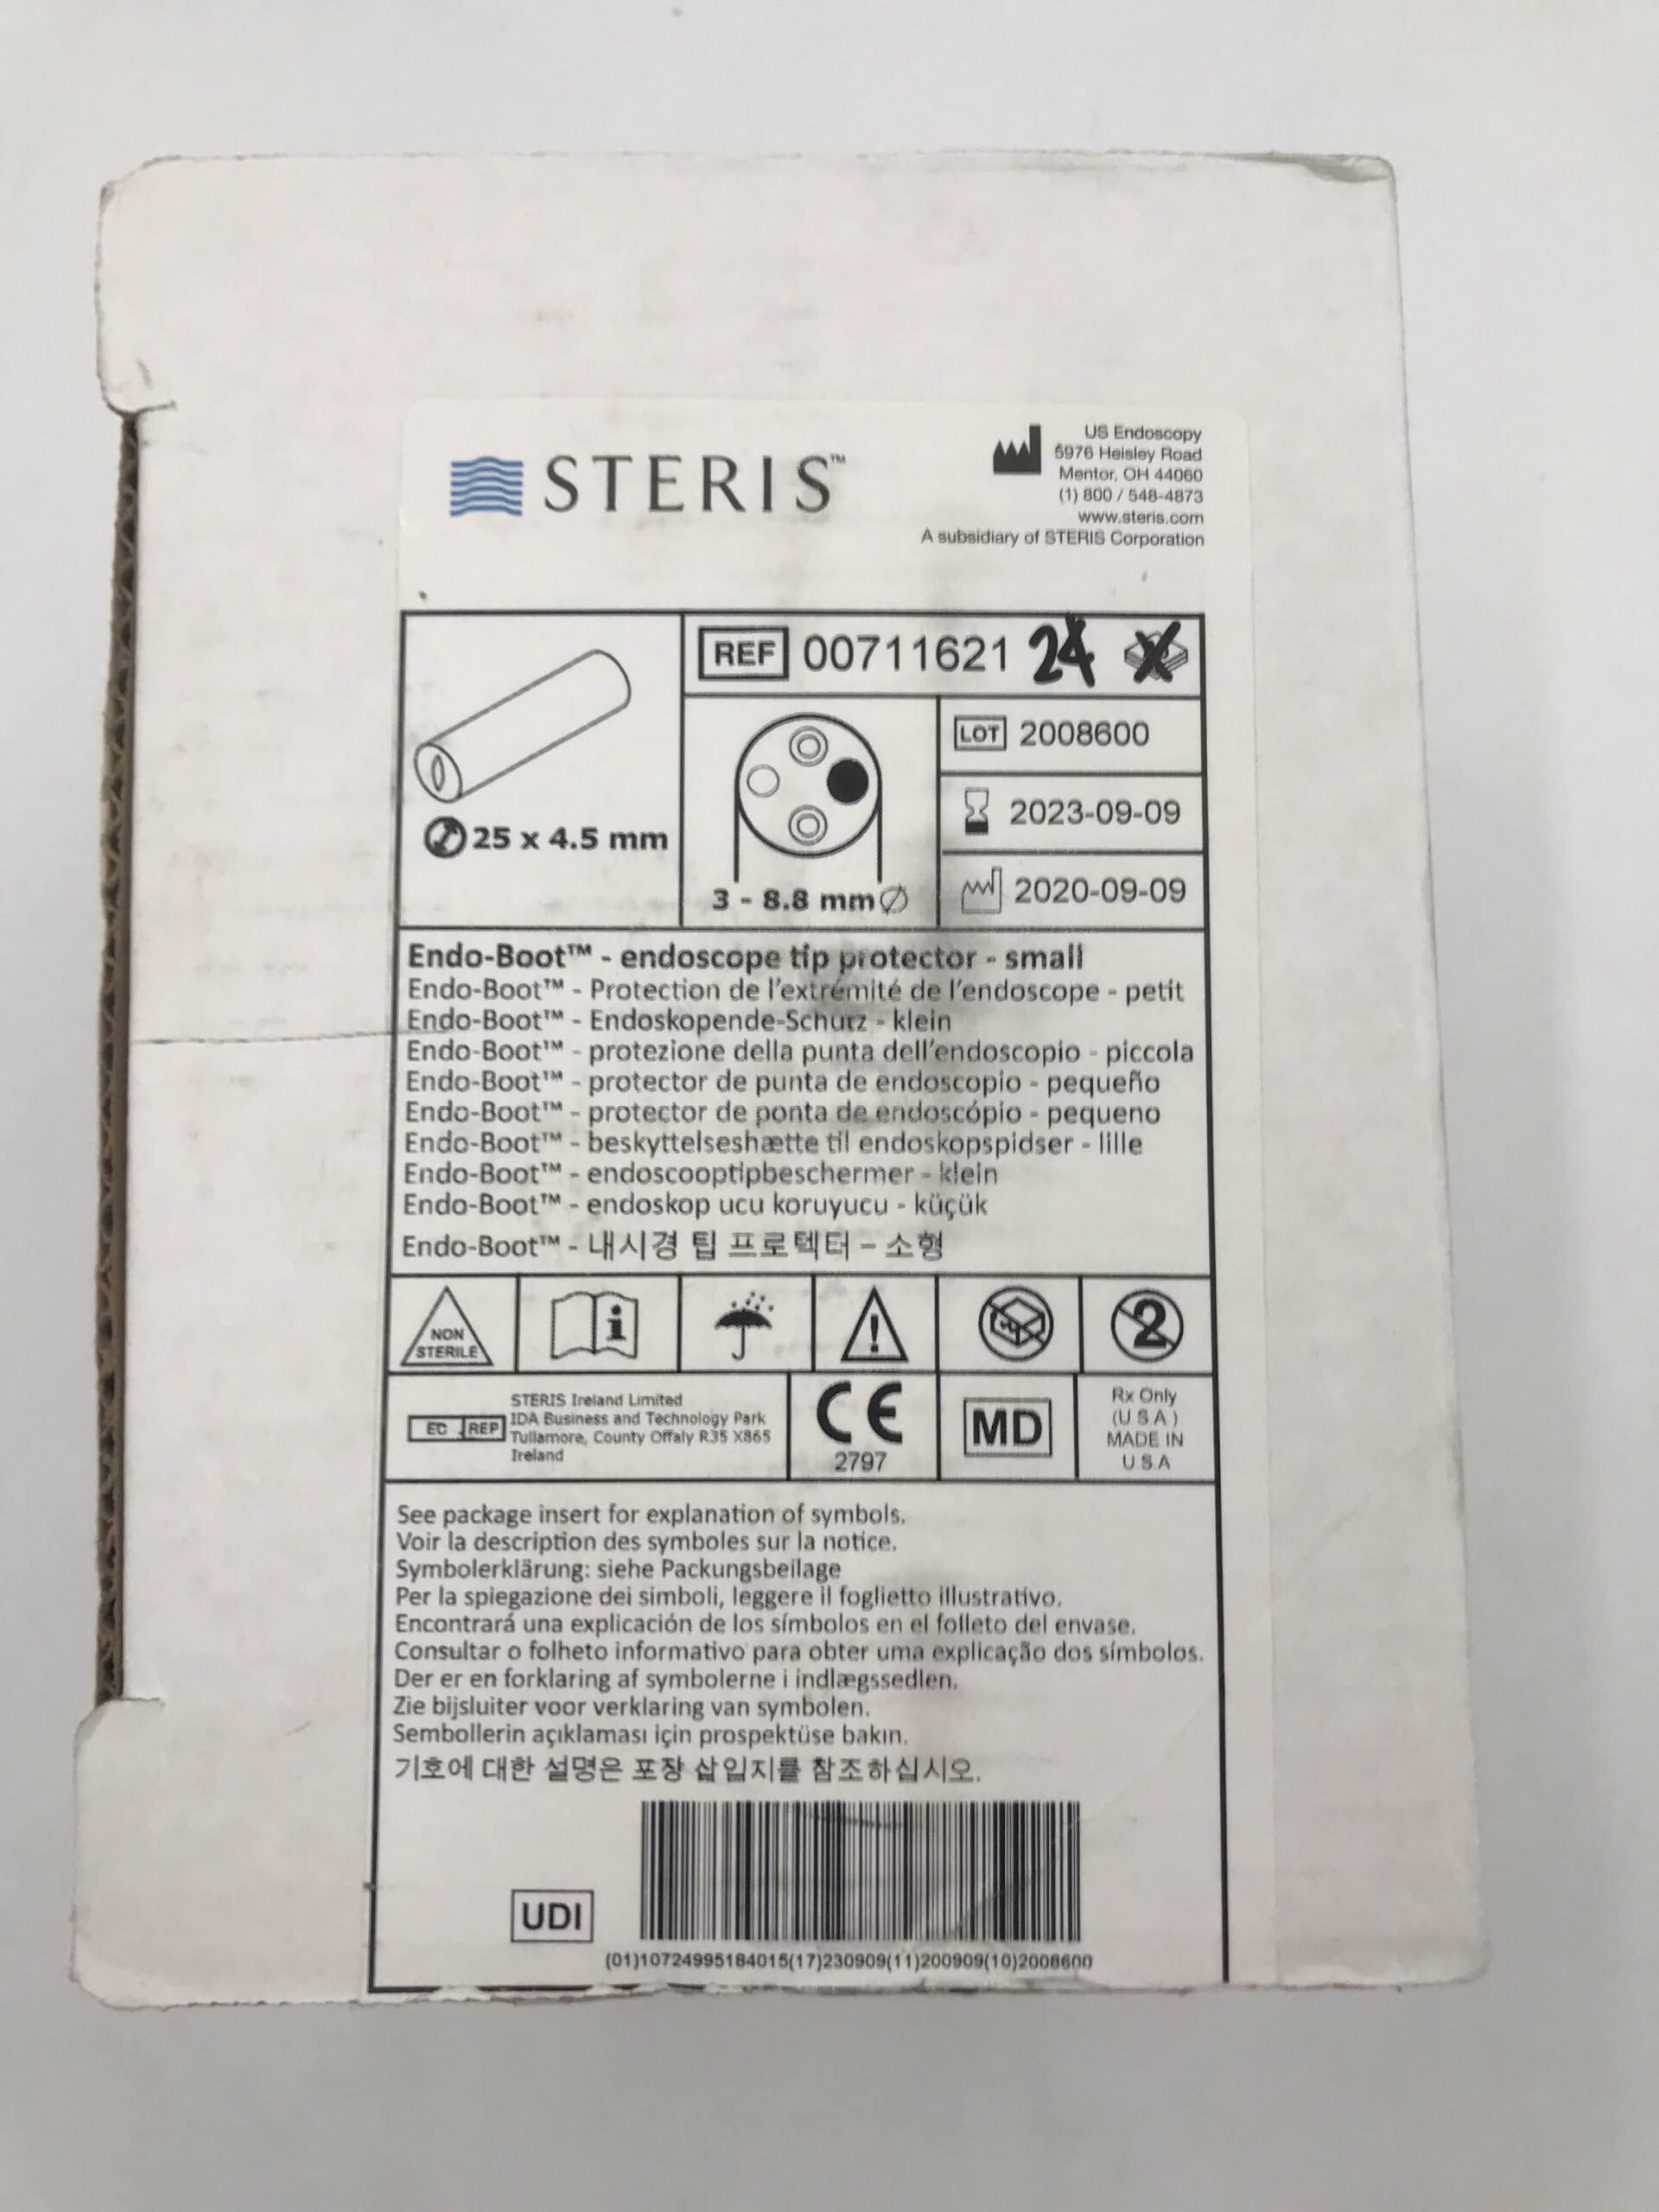 STERIS™
US Endoscopy
5976 Heisley Road
Mentor, OH 44060
(1) 800 / 548-4873
www.steris.com
A subsidiary of STERIS Corporation
REF 00711621 24
25 x 4.5 mm
3 - 8.8 mm∅
LOT 2008600
2023-09-09
2020-09-09
Endo-Boot™ - endoscope tip protector - small
Endo-Boot™ - Protection de l'extrémité de l'endoscope - petit
Endo-Boot™ - Endoskopende-Schutz - klein
Endo-Boot™ - protezione della punta dell'endoscopio - piccola
Endo-Boot™ - protector de punta de endoscopio - pequeño
Endo-Boot™ - protector de ponta de endoscópio - pequeno
Endo-Boot™ - beskyttelseshætte til endoskopspidser - lille
Endo-Boot™ - endoscooptipbeschermer - klein
Endo-Boot™ - endoskop ucu koruyucu - küçük
Endo-Boot™ - 내시경 팁 프로텍터 – 소형
NON
STERILE
i
!
2
EC REP
STERIS Ireland Limited
IDA Business and Technology Park
Tullamore, County Offaly R35 X865
Ireland
CE
2797
MD
Rx Only
(USA)
MADE IN
USA
See package insert for explanation of symbols.
Voir la description des symboles sur la notice.
Symbolerklärung: siehe Packungsbeilage
Per la spiegazione dei simboli, leggere il foglietto illustrativo.
Encontrará una explicación de los símbolos en el folleto del envase.
Consultar o folheto informativo para obter uma explicação dos símbolos.
Der er en forklaring af symbolerne i indlægssedlen.
Zie bijsluiter voor verklaring van symbolen.
Sembollerin açıklaması için prospektüse bakın.
기호에 대한 설명은 포장 삽입지를 참조하십시오.
UDI
(01)10724995184015(17)230909(11)200909(10)2008600